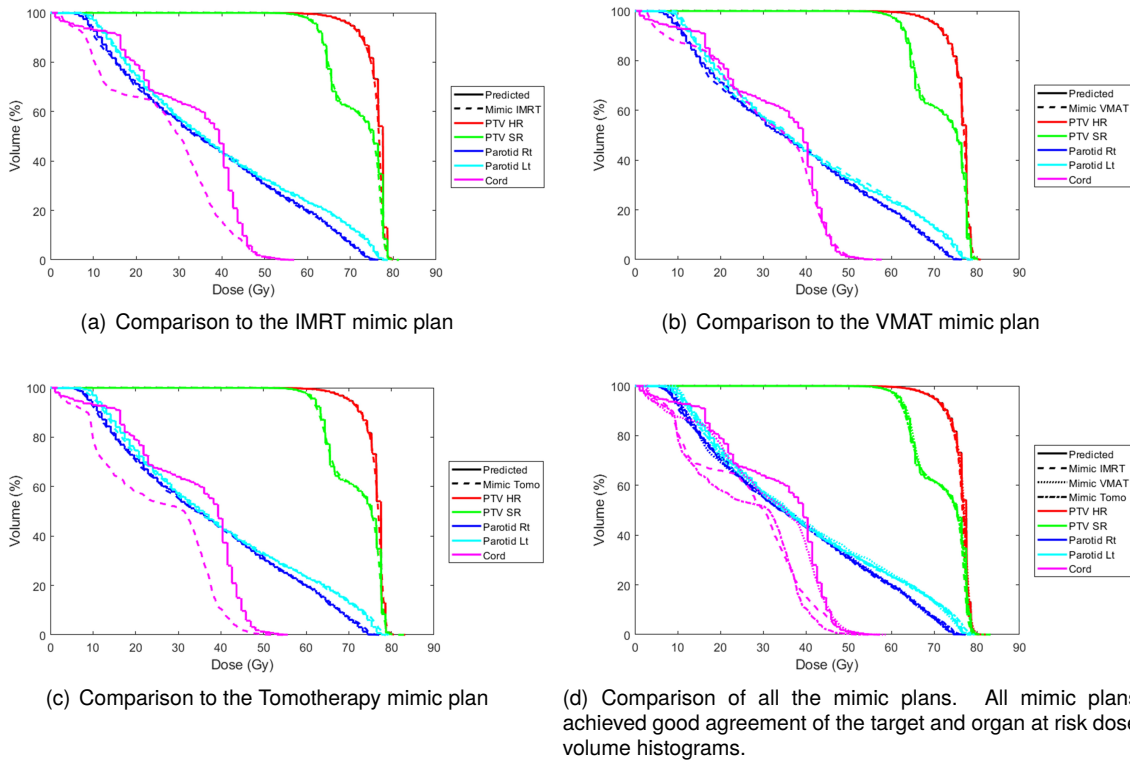 100
80
60
40
20
0
Volume (%)
0 10 20 30 40 50 60 70 80 90
Dose (Gy)
Predicted
Mimic IMRT
PTV HR
PTV SR
Parotid Rt
Parotid Lt
Cord
(a) Comparison to the IMRT mimic plan
100
80
60
40
20
0
Volume (%)
0 10 20 30 40 50 60 70 80 90
Dose (Gy)
Predicted
Mimic VMAT
PTV HR
PTV SR
Parotid Rt
Parotid Lt
Cord
(b) Comparison to the VMAT mimic plan
100
80
60
40
20
0
Volume (%)
0 10 20 30 40 50 60 70 80 90
Dose (Gy)
Predicted
Mimic Tomo
PTV HR
PTV SR
Parotid Rt
Parotid Lt
Cord
(c) Comparison to the Tomotherapy mimic plan
100
80
60
40
20
0
Volume (%)
0 10 20 30 40 50 60 70 80 90
Dose (Gy)
Predicted
Mimic IMRT
Mimic VMAT
Mimic Tomo
PTV HR
PTV SR
Parotid Rt
Parotid Lt
Cord
(d) Comparison of all the mimic plans. All mimic plans
achieved good agreement of the target and organ at risk dose
volume histograms.